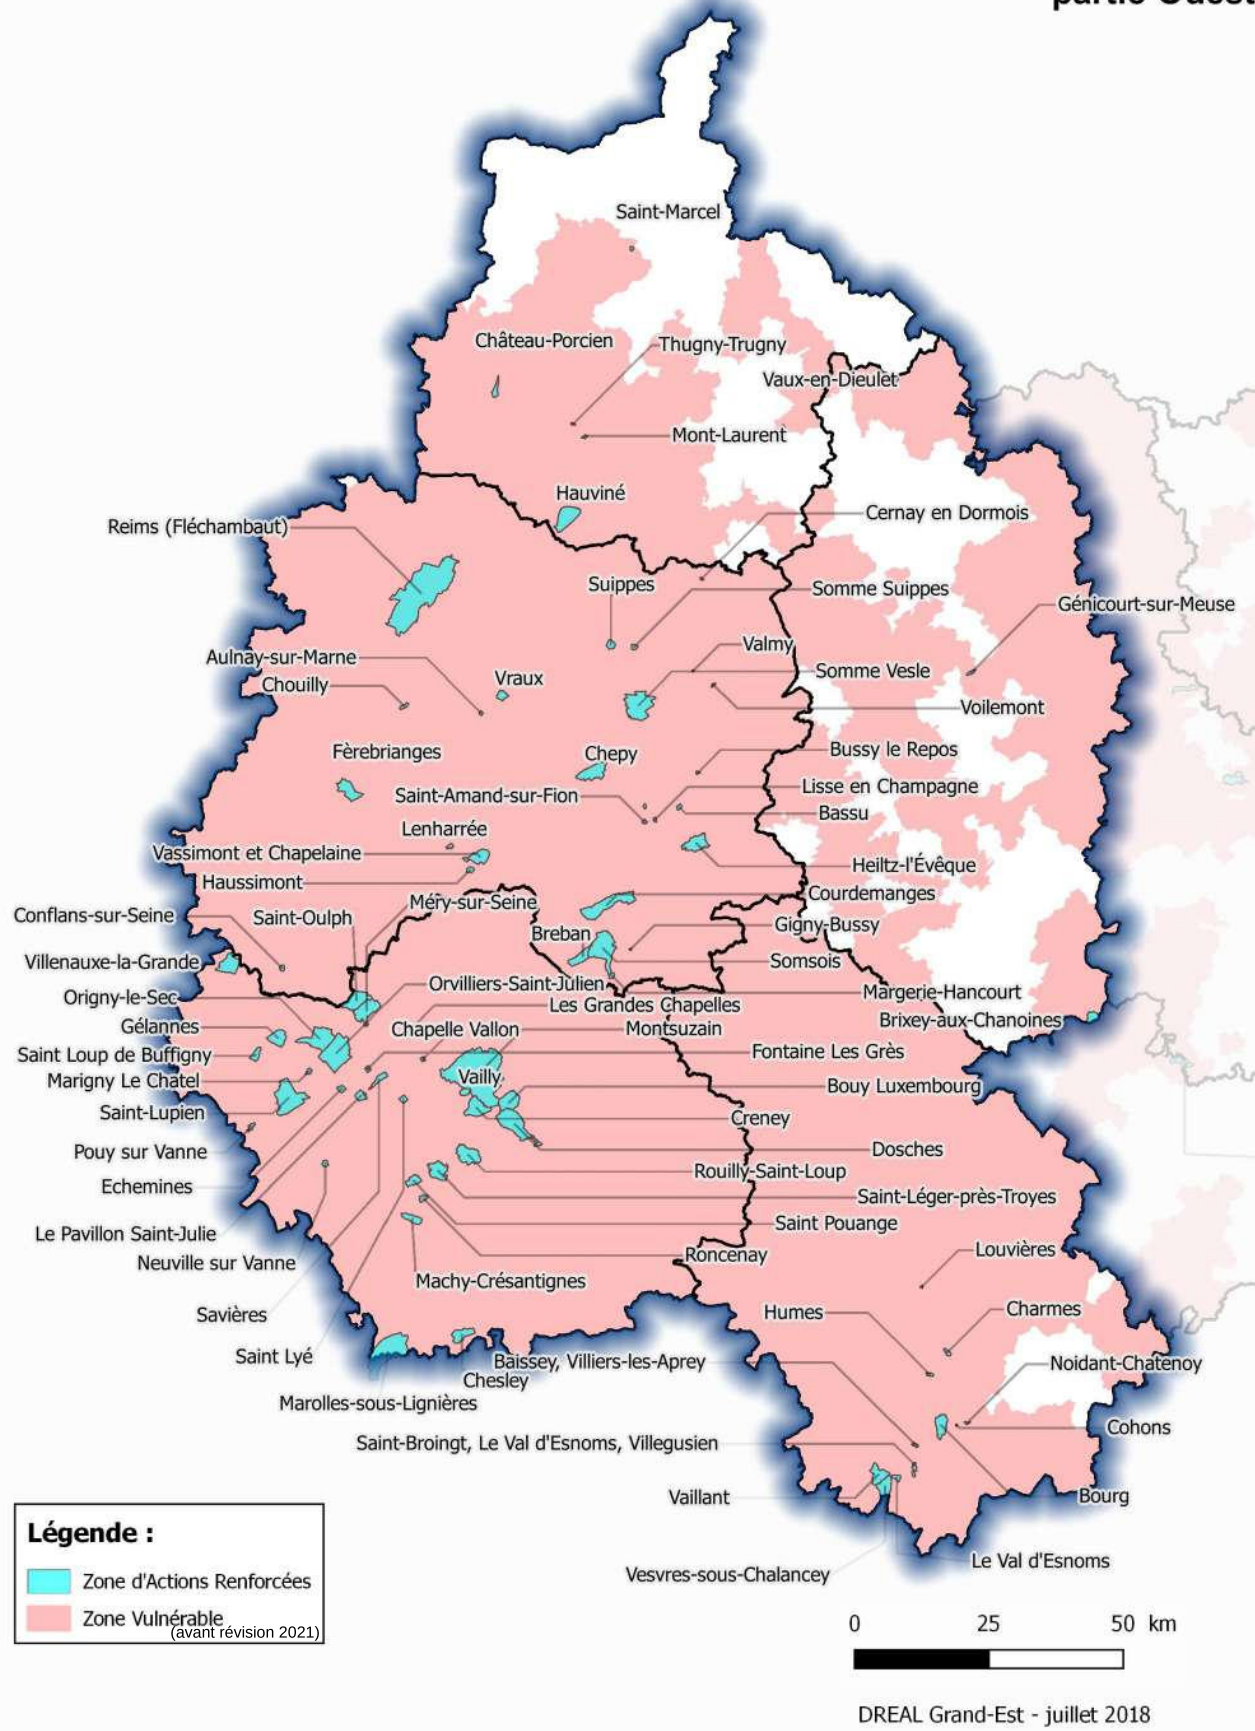 partie Ouest
Saint-Marcel
Château-Porcien
Thugny-Trugny
Vaux-en-Dieulet
Mont-Laurent
Hauviné
Cernay en Dormois
Reims (Fléchambaut)
Suippes
Somme Suippes
Génicourt-sur-Meuse
Valmy
Aulnay-sur-Marne
Somme Vesle
Vraux
Chouilly
Voilemont
Fèrebrianges
Chepy
Bussy le Repos
Lisse en Champagne
Saint-Amand-sur-Fion
Bassu
Lenharrée
Vassimont et Chapelaine
Heiltz-l'Évêque
Haussimont
Courdemanges
Méry-sur-Seine
Conflans-sur-Seine
Saint-Oulph
Gigny-Bussy
Breban
Villenauxe-la-Grande
Somsois
Orvilliers-Saint-Julien
Margerie-Hancourt
Origny-le-Sec
Les Grandes Chapelles
Brixey-aux-Chanoines
Gélannes
Chapelle Vallon
Montsuzain
Saint Loup de Buffigny
Fontaine Les Grès
Marigny Le Chatel
Vailly
Bouy Luxembourg
Saint-Lupien
Creney
Pouy sur Vanne
Dosches
Rouilly-Saint-Loup
Echemines
Saint-Léger-près-Troyes
Saint Pouange
Le Pavillon Saint-Julie
Louvières
Neuville sur Vanne
Roncenay
Machy-Crésantignes
Savières
Humes
Charmes
Saint Lyé
Baissey, Villiers-les-Aprey
Noidant-Chatenoy
Chesley
Marolles-sous-Lignières
Cohons
Saint-Broingt, Le Val d'Esnoms, Villegusien
Vaillant
Bourg
Le Val d'Esnoms
Vesvres-sous-Chalancey
Légende :
Zone d'Actions Renforcées
Zone Vulnérable
(avant révision 2021)
0 25 50 km
DREAL Grand-Est - juillet 2018